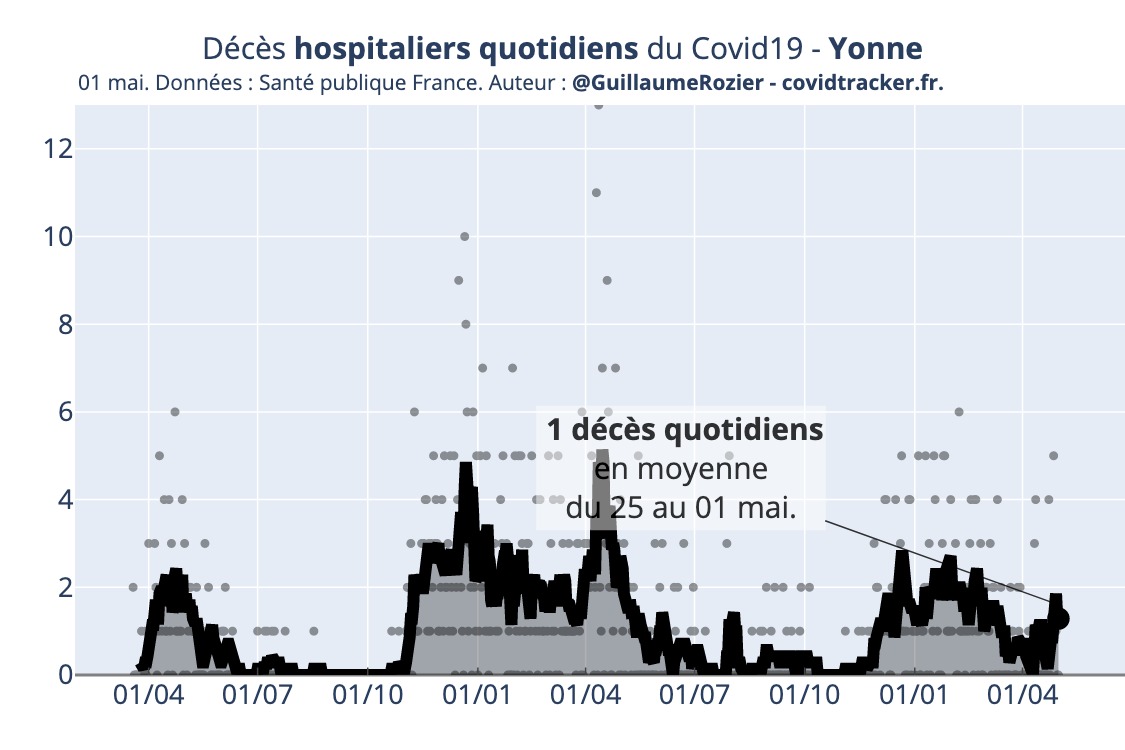 Décès hospitaliers quotidiens du Covid19 - Yonne
01 mai. Données : Santé publique France. Auteur : @GuillaumeRozier - covidtracker.fr.
12
10
8
6
1 décès quotidiens
en moyenne
4
du 25 au 01 mai.
2
0
01/04 01/07 01/10 01/01 01/04 01/07 01/10 01/01 01/04